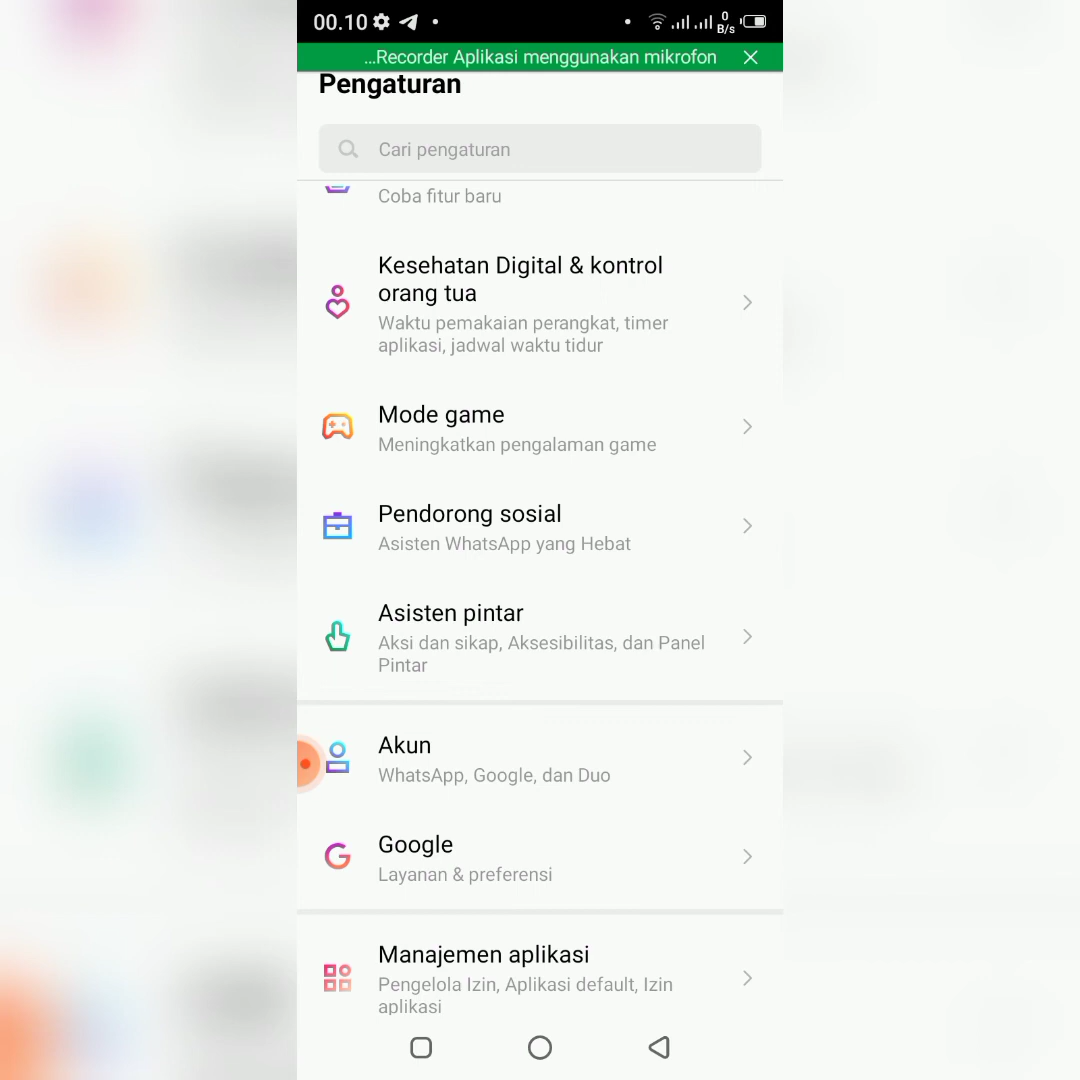 00.10
0
B/s
...Recorder Aplikasi menggunakan mikrofon
Pengaturan
Cari pengaturan
Coba fitur baru
Kesehatan Digital & kontrol
orang tua
Waktu pemakaian perangkat, timer
aplikasi, jadwal waktu tidur
Mode game
Meningkatkan pengalaman game
Pendorong sosial
Asisten WhatsApp yang Hebat
Asisten pintar
Aksi dan sikap, Aksesibilitas, dan Panel
Pintar
Akun
WhatsApp, Google, dan Duo
Google
Layanan & preferensi
Manajemen aplikasi
Pengelola Izin, Aplikasi default, Izin
aplikasi